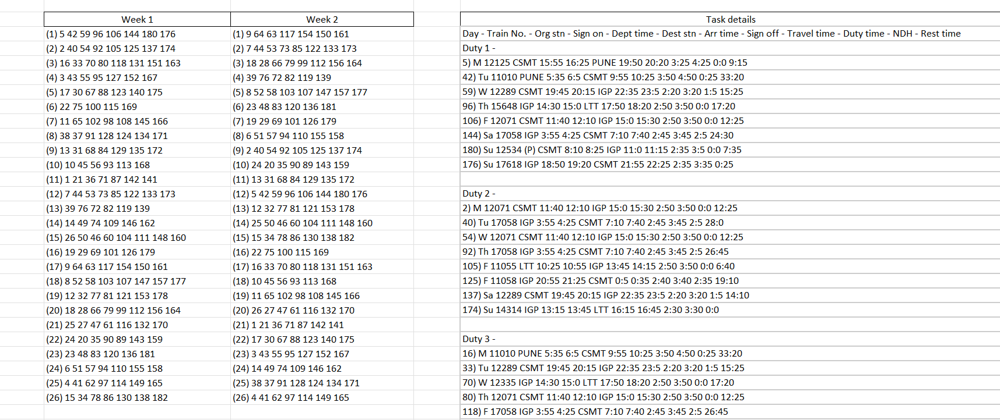 Week 1
(1) 5 42 59 96 106 144 180 176
(2) 2 40 54 92 105 125 137 174
(3) 16 33 70 80 118 131 151 163
(4) 3 43 55 95 127 152 167
(5) 17 30 67 88 123 140 175
(6) 22 75 100 115 169
(7) 11 65 102 98 108 145 166
(8) 38 37 91 128 124 134 171
(9) 13 31 68 84 129 135 172
(10) 10 45 56 93 113 168
(11) 1 21 36 71 87 142 141
(12) 7 44 53 73 85 122 133 173
(13) 39 76 72 82 119 139
(14) 14 49 74 109 146 162
(15) 26 50 46 60 104 111 148 160
(16) 19 29 69 101 126 179
(17) 9 64 63 117 154 150 161
(18) 8 52 58 103 107 147 157 177
(19) 12 32 77 81 121 153 178
(20) 18 28 66 79 99 112 156 164
(21) 25 27 47 61 116 132 170
(22) 24 20 35 90 89 143 159
(23) 23 48 83 120 136 181
(24) 6 51 57 94 110 155 158
(25) 4 41 62 97 114 149 165
(26) 15 34 78 86 130 138 182
Week 2
(1) 9 64 63 117 154 150 161
(2) 7 44 53 73 85 122 133 173
(3) 18 28 66 79 99 112 156 164
(4) 39 76 72 82 119 139
(5) 8 52 58 103 107 147 157 177
(6) 23 48 83 120 136 181
(7) 19 29 69 101 126 179
(8) 6 51 57 94 110 155 158
(9) 2 40 54 92 105 125 137 174
(10) 24 20 35 90 89 143 159
(11) 13 31 68 84 129 135 172
(12) 5 42 59 96 106 144 180 176
(13) 12 32 77 81 121 153 178
(14) 25 50 46 60 104 111 148 160
(15) 15 34 78 86 130 138 182
(16) 22 75 100 115 169
(17) 16 33 70 80 118 131 151 163
(18) 10 45 56 93 113 168
(19) 11 65 102 98 108 145 166
(20) 26 27 47 61 116 132 170
(21) 1 21 36 71 87 142 141
(22) 17 30 67 88 123 140 175
(23) 3 43 55 95 127 152 167
(24) 14 49 74 109 146 162
(25) 38 37 91 128 124 134 171
(26) 4 41 62 97 114 149 165
Task details
Day - Train No. - Org stn - Sign on - Dept time - Dest stn - Arr time - Sign off - Travel time - Duty time - NDH - Rest time
Duty 1 -
5) M 12125 CSMT 15:55 16:25 PUNE 19:50 20:20 3:25 4:25 0:0 9:15
42) Tu 11010 PUNE 5:35 6:5 CSMT 9:55 10:25 3:50 4:50 0:25 33:20
59) W 12289 CSMT 19:45 20:15 IGP 22:35 23:5 2:20 3:20 1:5 15:25
96) Th 15648 IGP 14:30 15:0 LTT 17:50 18:20 2:50 3:50 0:0 17:20
106) F 12071 CSMT 11:40 12:10 IGP 15:0 15:30 2:50 3:50 0:0 12:25
144) Sa 17058 IGP 3:55 4:25 CSMT 7:10 7:40 2:45 3:45 2:5 24:30
180) Su 12534 (P) CSMT 8:10 8:25 IGP 11:0 11:15 2:35 3:5 0:0 7:35
176) Su 17618 IGP 18:50 19:20 CSMT 21:55 22:25 2:35 3:35 0:25
Duty 2 -
2) M 12071 CSMT 11:40 12:10 IGP 15:0 15:30 2:50 3:50 0:0 12:25
40) Tu 17058 IGP 3:55 4:25 CSMT 7:10 7:40 2:45 3:45 2:5 28:0
54) W 12071 CSMT 11:40 12:10 IGP 15:0 15:30 2:50 3:50 0:0 12:25
92) Th 17058 IGP 3:55 4:25 CSMT 7:10 7:40 2:45 3:45 2:5 26:45
105) F 11055 LTT 10:25 10:55 IGP 13:45 14:15 2:50 3:50 0:0 6:40
125) F 11058 IGP 20:55 21:25 CSMT 0:5 0:35 2:40 3:40 2:35 19:10
137) Sa 12289 CSMT 19:45 20:15 IGP 22:35 23:5 2:20 3:20 1:5 14:10
174) Su 14314 IGP 13:15 13:45 LTT 16:15 16:45 2:30 3:30 0:0
Duty 3 -
16) M 11010 PUNE 5:35 6:5 CSMT 9:55 10:25 3:50 4:50 0:25 33:20
33) Tu 12289 CSMT 19:45 20:15 IGP 22:35 23:5 2:20 3:20 1:5 15:25
70) W 12335 IGP 14:30 15:0 LTT 17:50 18:20 2:50 3:50 0:0 17:20
80) Th 12071 CSMT 11:40 12:10 IGP 15:0 15:30 2:50 3:50 0:0 12:25
118) F 17058 IGP 3:55 4:25 CSMT 7:10 7:40 2:45 3:45 2:5 26:45